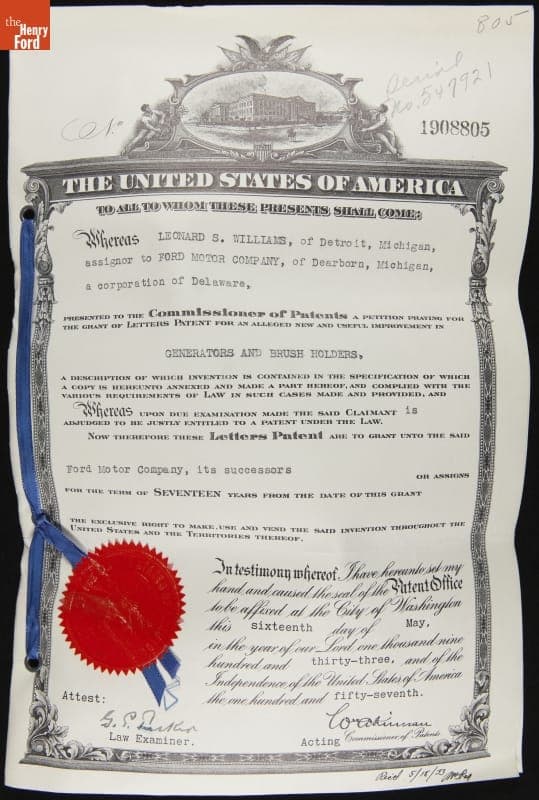 the
Henry
Ford
805
Serial
No. 547921
1908805
THE UNITED STATES OF AMERICA
TO ALL TO WHOM THESE PRESENTS SHALL COME:
Whereas LEONARD S. WILLIAMS, of Detroit, Michigan,
assignor to FORD MOTOR COMPANY, of Dearborn, Michigan,
a corporation of Delaware,
PRESENTED TO THE Commissioner of Patents A PETITION PRAYING FOR
THE GRANT OF LETTERS PATENT FOR AN ALLEGED NEW AND USEFUL IMPROVEMENT IN
GENERATORS AND BRUSH HOLDERS,
A DESCRIPTION OF WHICH INVENTION IS CONTAINED IN THE SPECIFICATION OF WHICH
A COPY IS HEREUNTO ANNEXED AND MADE A PART HEREOF, AND COMPLIED WITH THE
VARIOUS REQUIREMENTS OF LAW IN SUCH CASES MADE AND PROVIDED, AND
Whereas UPON DUE EXAMINATION MADE THE SAID CLAIMANT is
ADJUDGED TO BE JUSTLY ENTITLED TO A PATENT UNDER THE LAW.
NOW THEREFORE THESE Letters Patent ARE TO GRANT UNTO THE SAID
Ford Motor Company, its successors
OR ASSIGNS
FOR THE TERM OF SEVENTEEN YEARS FROM THE DATE OF THIS GRANT
THE EXCLUSIVE RIGHT TO MAKE, USE AND VEND THE SAID INVENTION THROUGHOUT THE
UNITED STATES AND THE TERRITORIES THEREOF.
In testimony whereof, I have hereunto set my
hand and caused the seal of the Patent Office
to be affixed at the City of Washington
this sixteenth day of May,
in the year of our Lord one thousand nine
hundred and thirty-three, and of the
Independence of the United States of America
the one hundred and fifty-seventh.
Attest:
Law Examiner.
Acting Commissioner of Patents
Recd 5/18/33